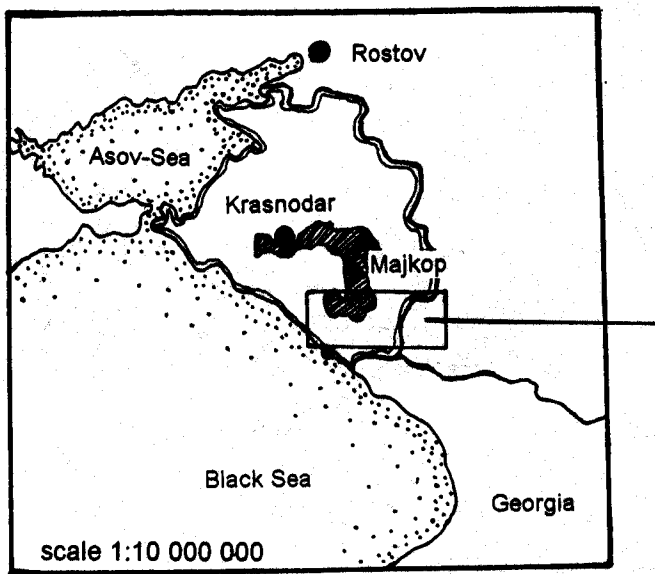 Rostov
Asov-Sea
Krasnodar
Majkop
Black Sea
Georgia
scale 1:10 000 000